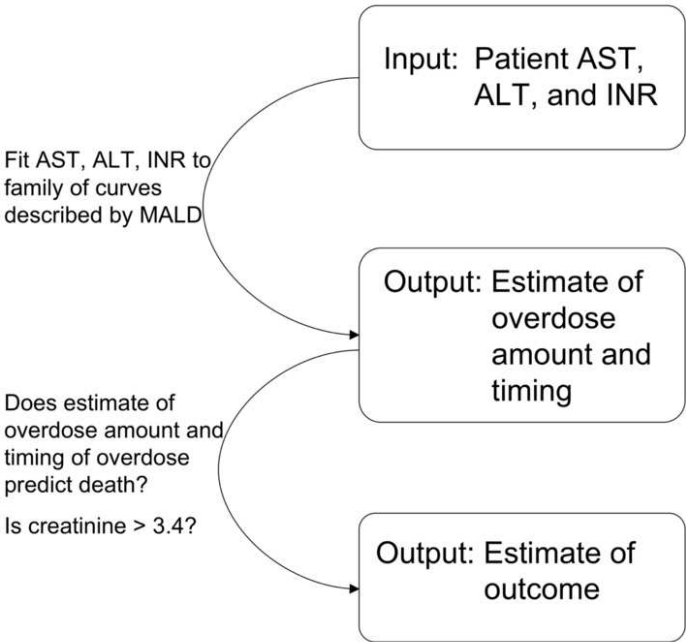 Input: Patient AST,
ALT, and INR
Fit AST, ALT, INR to
family of curves
described by MALD
Output: Estimate of
overdose
amount and
timing
Does estimate of
overdose amount and
timing of overdose
predict death?
Is creatinine > 3.4?
Output: Estimate of
outcome